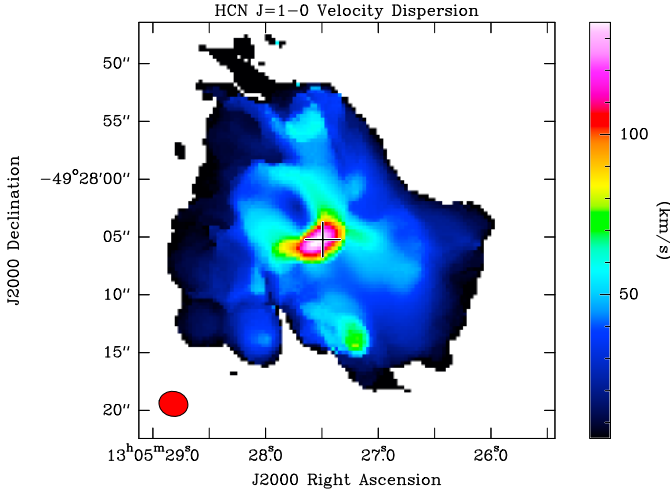 HCN J=1−0 Velocity Dispersion
50″
55″
−49°28′00″
05″
10″
15″
20″
J2000 Declination
13ʰ05ᵐ29ˢ.0
28ˢ.0
27ˢ.0
26ˢ.0
J2000 Right Ascension
100
50
(km/s)